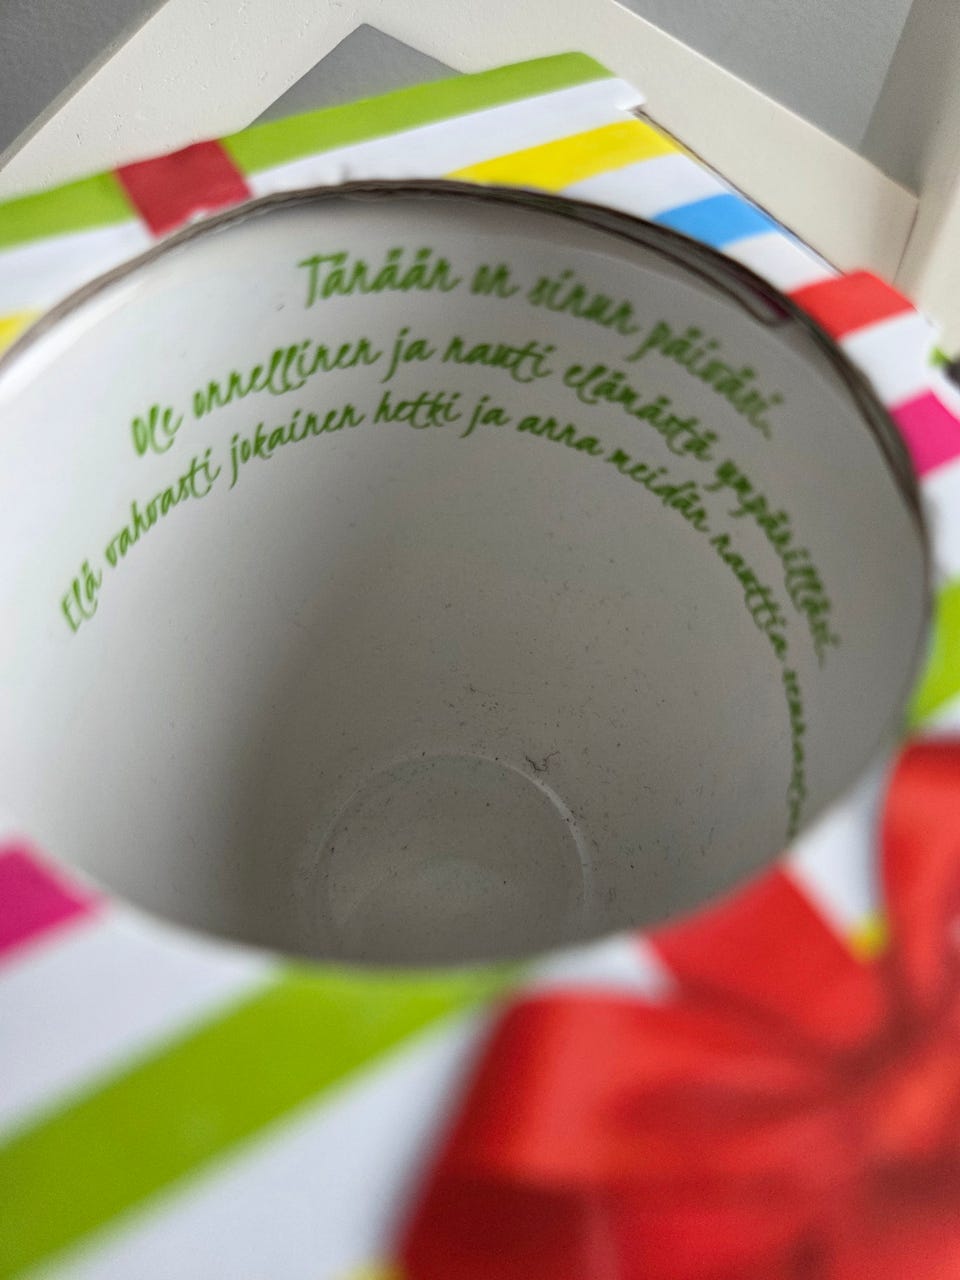 Tänään on sinun päiväsi.
Ole onnellinen ja nauti elämästä ympärilläsi.
Elä vahvasti jokainen hetki ja anna meidän nauttia